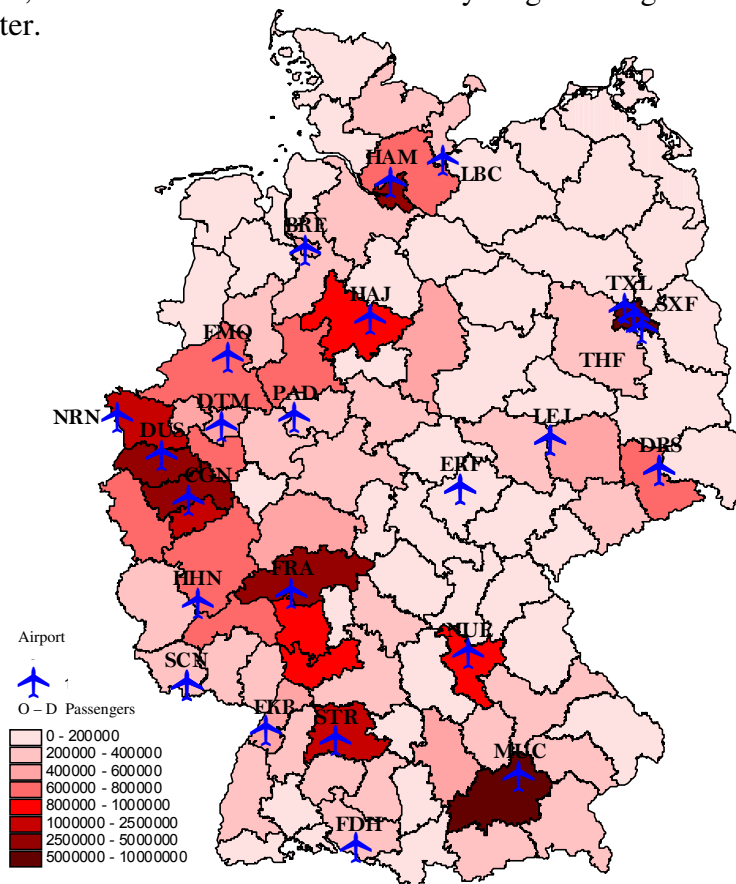 ter.
HAM
LBC
BRE
TXL
HAJ
SXF
FMO
THF
PAD
DTM
NRN
LEJ
DUS
DRS
ERF
CGN
FRA
HHN
NUE
Airport
SCN
O – D Passengers
FKB
STR
0 - 200000
200000 - 400000
MUC
400000 - 600000
600000 - 800000
800000 - 1000000
1000000 - 2500000
FDH
2500000 - 5000000
5000000 - 10000000